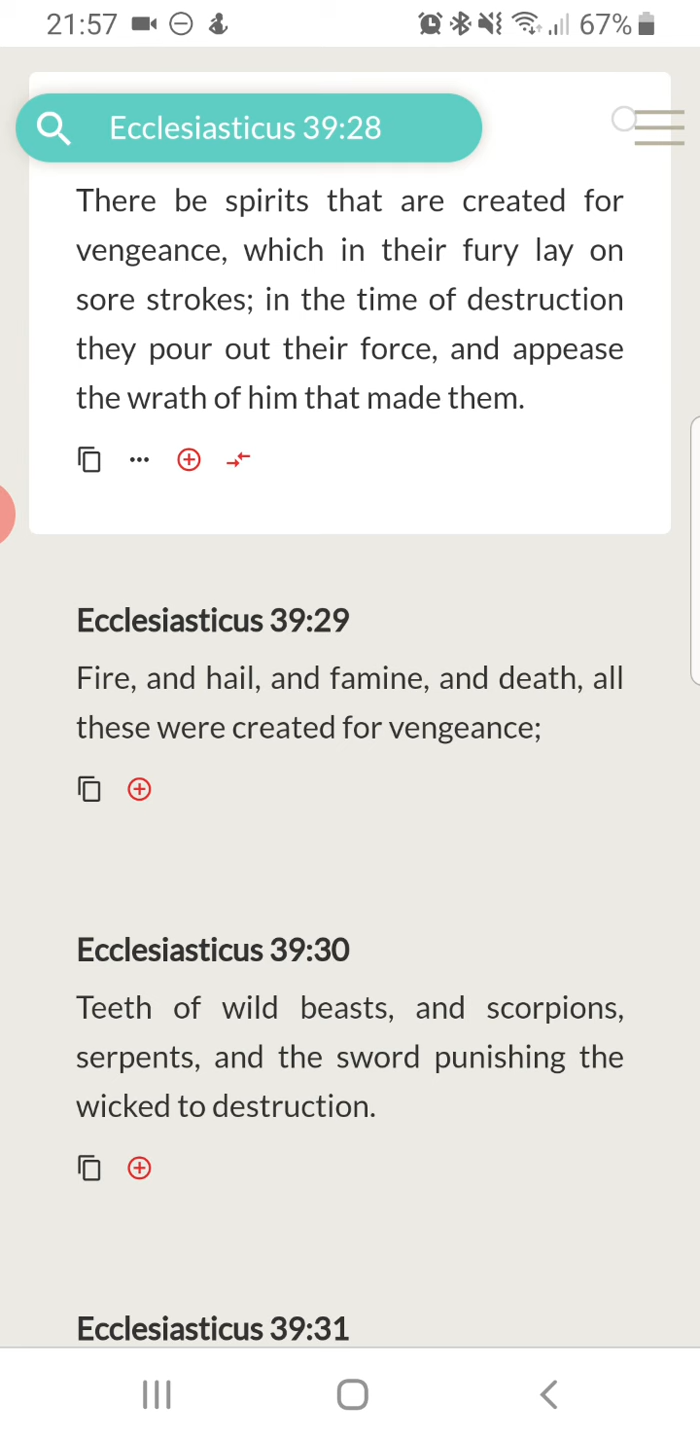 21:57 67%
Ecclesiasticus 39:28
There be spirits that are created for
vengeance, which in their fury lay on
sore strokes; in the time of destruction
they pour out their force, and appease
the wrath of him that made them.
Ecclesiasticus 39:29
Fire, and hail, and famine, and death, all
these were created for vengeance;
Ecclesiasticus 39:30
Teeth of wild beasts, and scorpions,
serpents, and the sword punishing the
wicked to destruction.
Ecclesiasticus 39:31